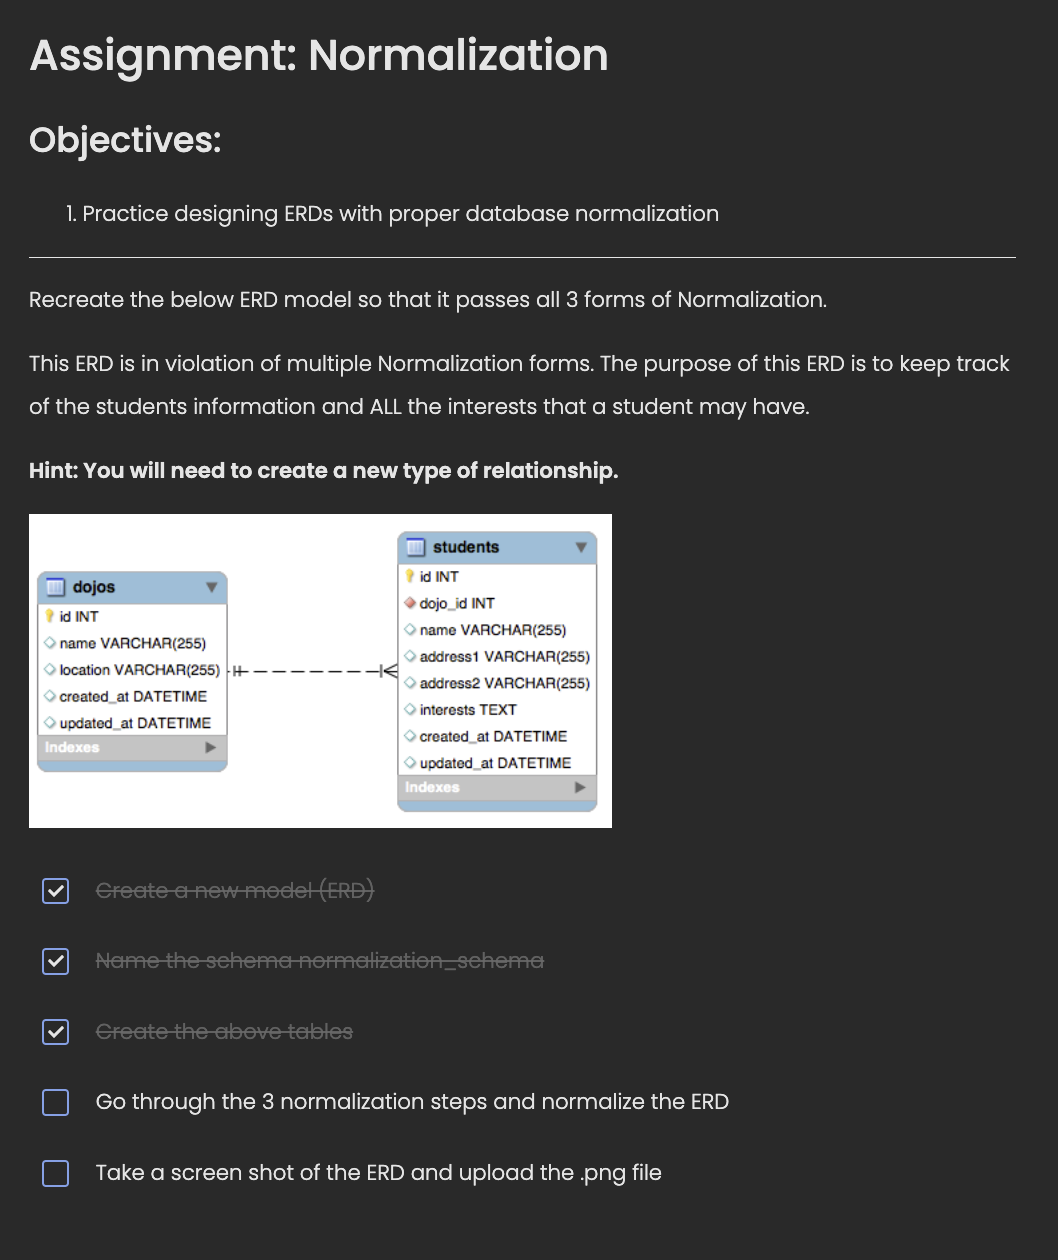 Assignment: Normalization
Objectives:
1. Practice designing ERDs with proper database normalization
Recreate the below ERD model so that it passes all 3 forms of Normalization.
This ERD is in violation of multiple Normalization forms. The purpose of this ERD is to keep track
of the students information and ALL the interests that a student may have.
Hint: You will need to create a new type of relationship.
dojos
id INT
name VARCHAR(255)
location VARCHAR(255)
created_at DATETIME
updated_at DATETIME
Indexes
students
id INT
dojo_id INT
name VARCHAR(255)
address1 VARCHAR(255)
address2 VARCHAR(255)
interests TEXT
created_at DATETIME
updated_at DATETIME
Indexes
Create a new model (ERD)
Name the schema normalization_schema
Create the above tables
Go through the 3 normalization steps and normalize the ERD
Take a screen shot of the ERD and upload the .png file